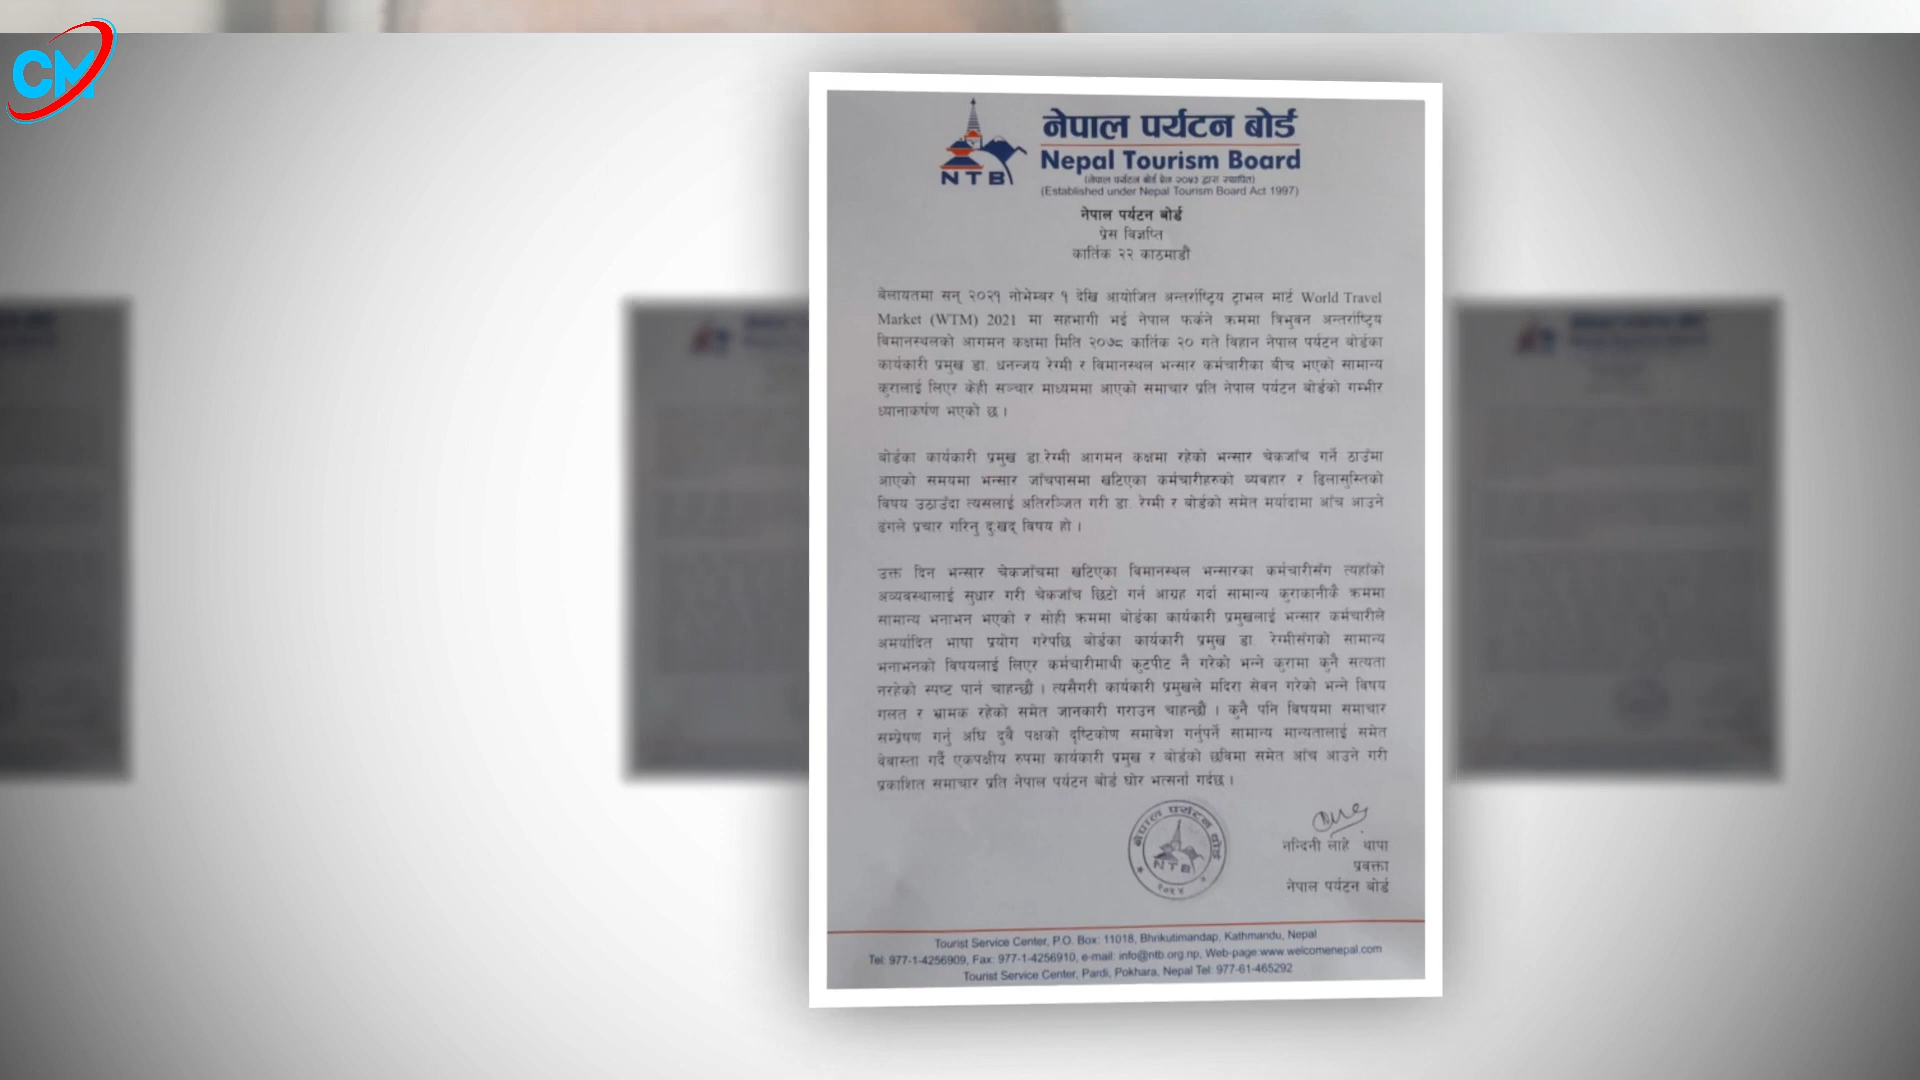 CM
नेपाल पर्यटन बोर्ड
Nepal Tourism Board
NTB
(नेपाल पर्यटन बोर्ड ऐन २०५३ द्वारा स्थापित)
(Established under Nepal Tourism Board Act 1997)
नेपाल पर्यटन बोर्ड
प्रेस विज्ञप्ति
कार्तिक २२ काठमाडौं
बेलायतमा सन् २०२१ नोभेम्बर १ देखि आयोजित अन्तर्राष्ट्रिय ट्राभल मार्ट World Travel
Market (WTM) 2021 मा सहभागी भई नेपाल फर्कने क्रममा त्रिभुवन अन्तर्राष्ट्रिय
विमानस्थलको आगमन कक्षमा मिति २०७८ कार्तिक २० गते विहान नेपाल पर्यटन बोर्डका
कार्यकारी प्रमुख डा. धनन्जय रेग्मी र विमानस्थल भन्सार कर्मचारीका बीच भएको सामान्य
कुरालाई लिएर केही सञ्चार माध्यममा आएको समाचार प्रति नेपाल पर्यटन बोर्डको गम्भीर
ध्यानाकर्षण भएको छ ।
बोर्डका कार्यकारी प्रमुख डा.रेग्मी आगमन कक्षमा रहेको भन्सार चेकजाँच गर्ने ठाउँमा
आएको समयमा भन्सार जाँचपासमा खटिएका कर्मचारीहरुको व्यवहार र ढिलासुस्तिको
विषय उठाउँदा त्यसलाई अतिरञ्जित गरी डा. रेग्मी र बोर्डको समेत मर्यादामा आँच आउने
ढंगले प्रचार गरिनु दुःखद् विषय हो ।
उक्त दिन भन्सार चेकजाँचमा खटिएका विमानस्थल भन्सारका कर्मचारीसँग त्यहाँको
अव्यवस्थालाई सुधार गरी चेकजाँच छिटो गर्न आग्रह गर्दा सामान्य कुराकानीकै क्रममा
सामान्य भनाभन भएको र सोही क्रममा बोर्डका कार्यकारी प्रमुखलाई भन्सार कर्मचारीले
अमर्यादित भाषा प्रयोग गरेपछि बोर्डका कार्यकारी प्रमुख डा. रेग्मीसँगको सामान्य
भनाभनको विषयलाई लिएर कर्मचारीमाथी कुटपीट नै गरेको भन्ने कुरामा कुनै सत्यता
नरहेको स्पष्ट पार्न चाहन्छौं । त्यसैगरी कार्यकारी प्रमुखले मदिरा सेवन गरेको भन्ने विषय
गलत र भ्रामक रहेको समेत जानकारी गराउन चाहन्छौं । कुनै पनि विषयमा समाचार
सम्प्रेषण गर्नु अघि दुवै पक्षको दृष्टिकोण समावेश गर्नुपर्ने सामान्य मान्यतालाई समेत
वेवास्ता गर्दै एकपक्षीय रुपमा कार्यकारी प्रमुख र बोर्डको छविमा समेत आँच आउने गरी
प्रकाशित समाचार प्रति नेपाल पर्यटन बोर्ड घोर भर्त्सना गर्दछ ।
नेपाल पर्यटन बोर्ड
NTB
नन्दिनी लाहे थापा
प्रवक्ता
नेपाल पर्यटन बोर्ड
Tourist Service Center, P.O. Box: 11018, Bhrikutimandap, Kathmandu, Nepal
Tel: 977-1-4256909, Fax: 977-1-4256910, e-mail: info@ntb.org.np, Web-page:www.welcomenepal.com
Tourist Service Center, Pardi, Pokhara, Nepal Tel: 977-61-465292